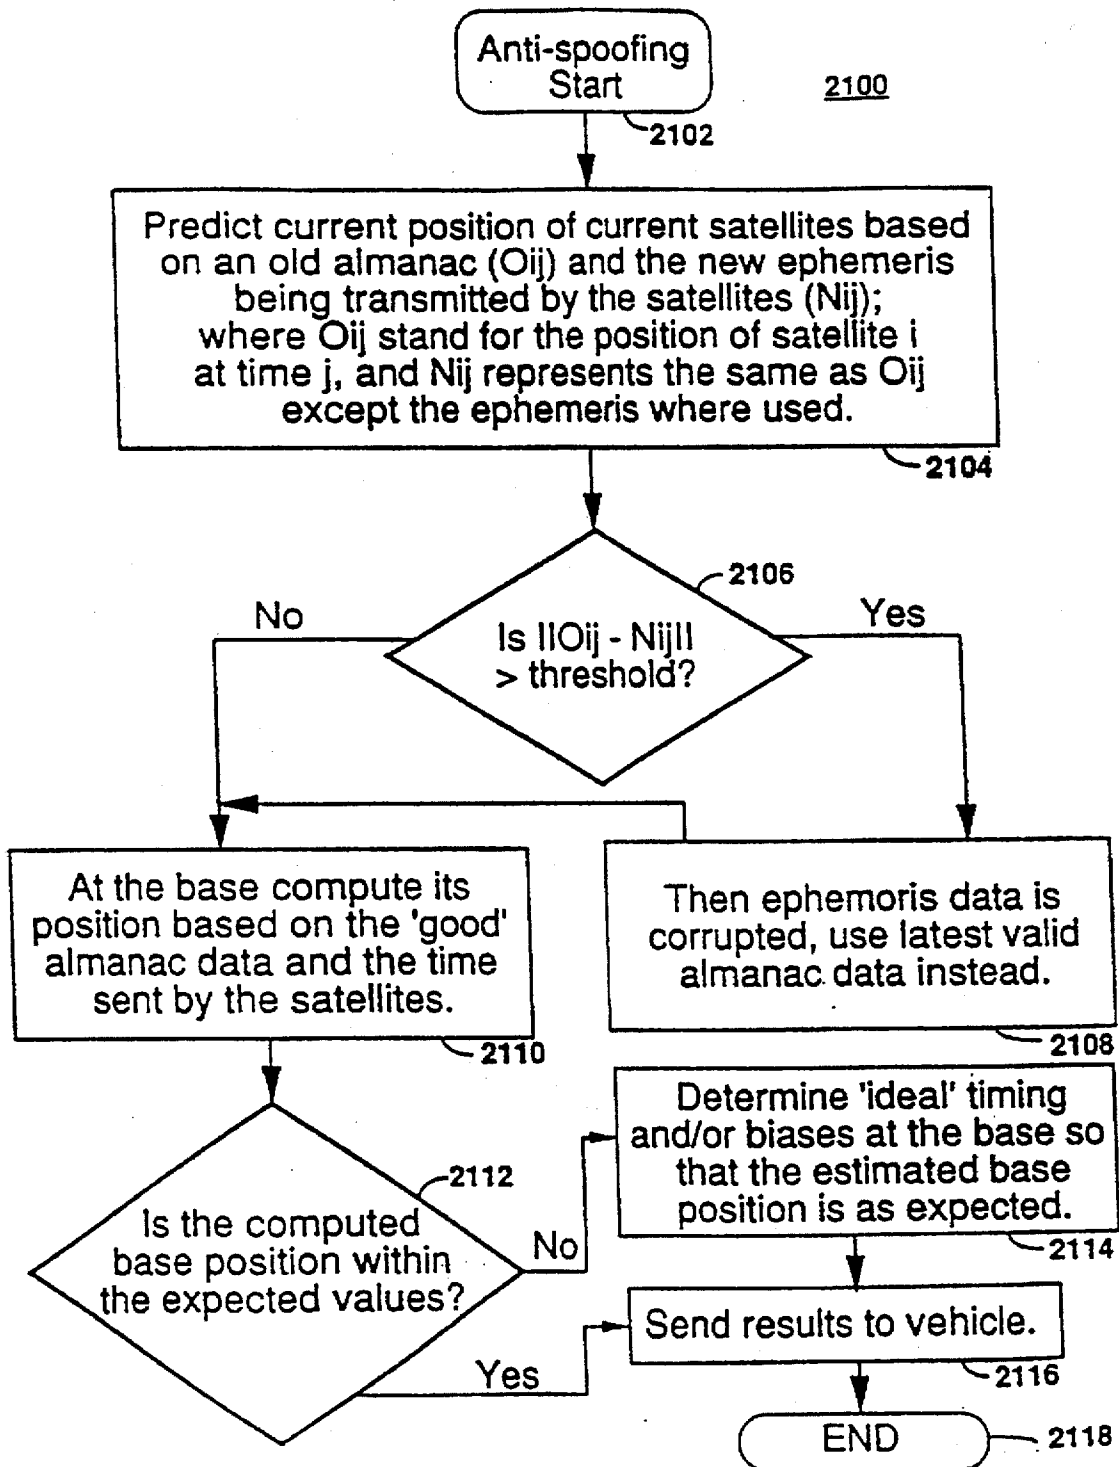 Anti-spoofing
Start
2100
2102
Predict current position of current satellites based
on an old almanac (Oij) and the new ephemeris
being transmitted by the satellites (Nij);
where Oij stand for the position of satellite i
at time j, and Nij represents the same as Oij
except the ephemeris where used.
2104
2106
No
Yes
Is IIOij - NijII
> threshold?
At the base compute its
position based on the 'good'
almanac data and the time
sent by the satellites.
2110
Then ephemoris data is
corrupted, use latest valid
almanac data instead.
2108
Determine 'ideal' timing
and/or biases at the base so
that the estimated base
position is as expected.
2114
2112
Is the computed
base position within
the expected values?
No
Yes
Send results to vehicle.
2116
END
2118